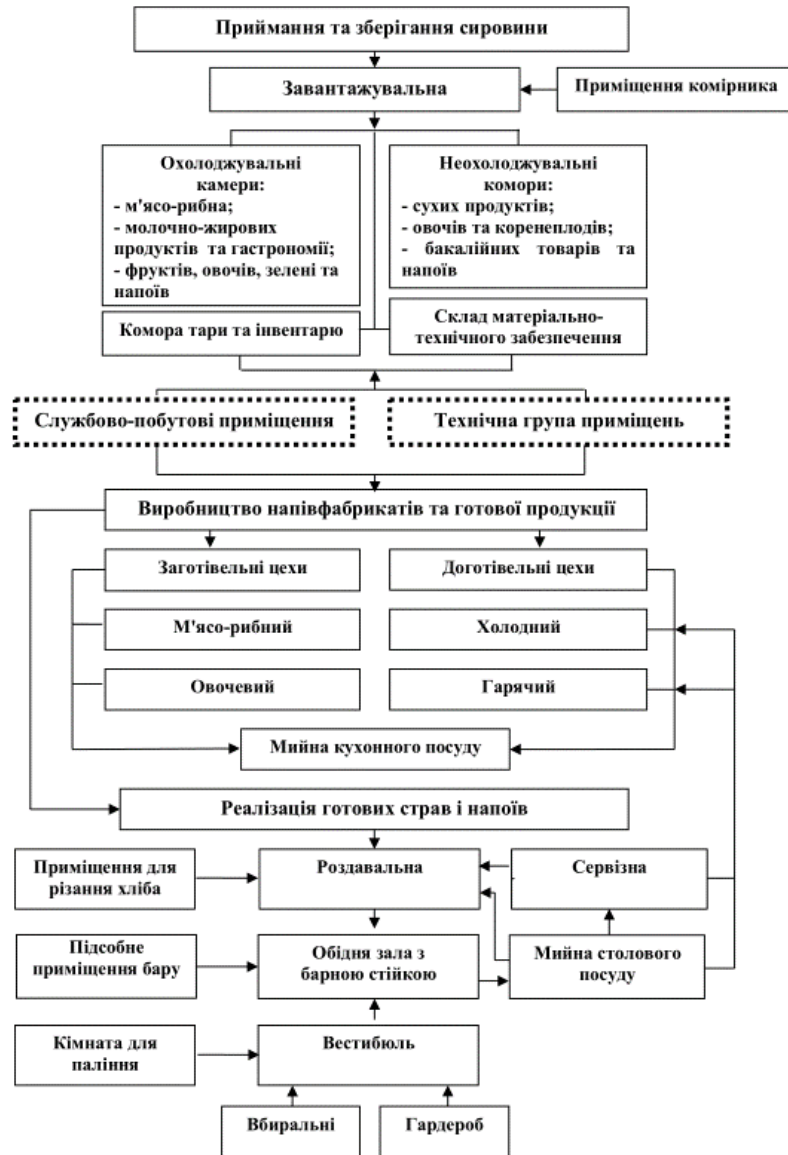 Приймання та зберігання сировини
Завантажувальна
Приміщення комірника
Охолоджувальні
камери:
- м'ясо-рибна;
- молочно-жирових
продуктів та гастрономії;
- фруктів, овочів, зелені та
напоїв
Неохолоджувальні
комори:
- сухих продуктів;
- овочів та коренеплодів;
- бакалійних товарів та
напоїв
Комора тари та інвентарю
Склад матеріально-
технічного забезпечення
Службово-побутові приміщення
Технічна група приміщень
Виробництво напівфабрикатів та готової продукції
Заготівельні цехи
Доготівельні цехи
М'ясо-рибний
Холодний
Овочевий
Гарячий
Мийна кухонного посуду
Реалізація готових страв і напоїв
Приміщення для
різання хліба
Роздавальна
Сервізна
Підсобне
приміщення бару
Обідня зала з
барною стійкою
Мийна столового
посуду
Кімната для
паління
Вестибюль
Вбиральні
Гардероб